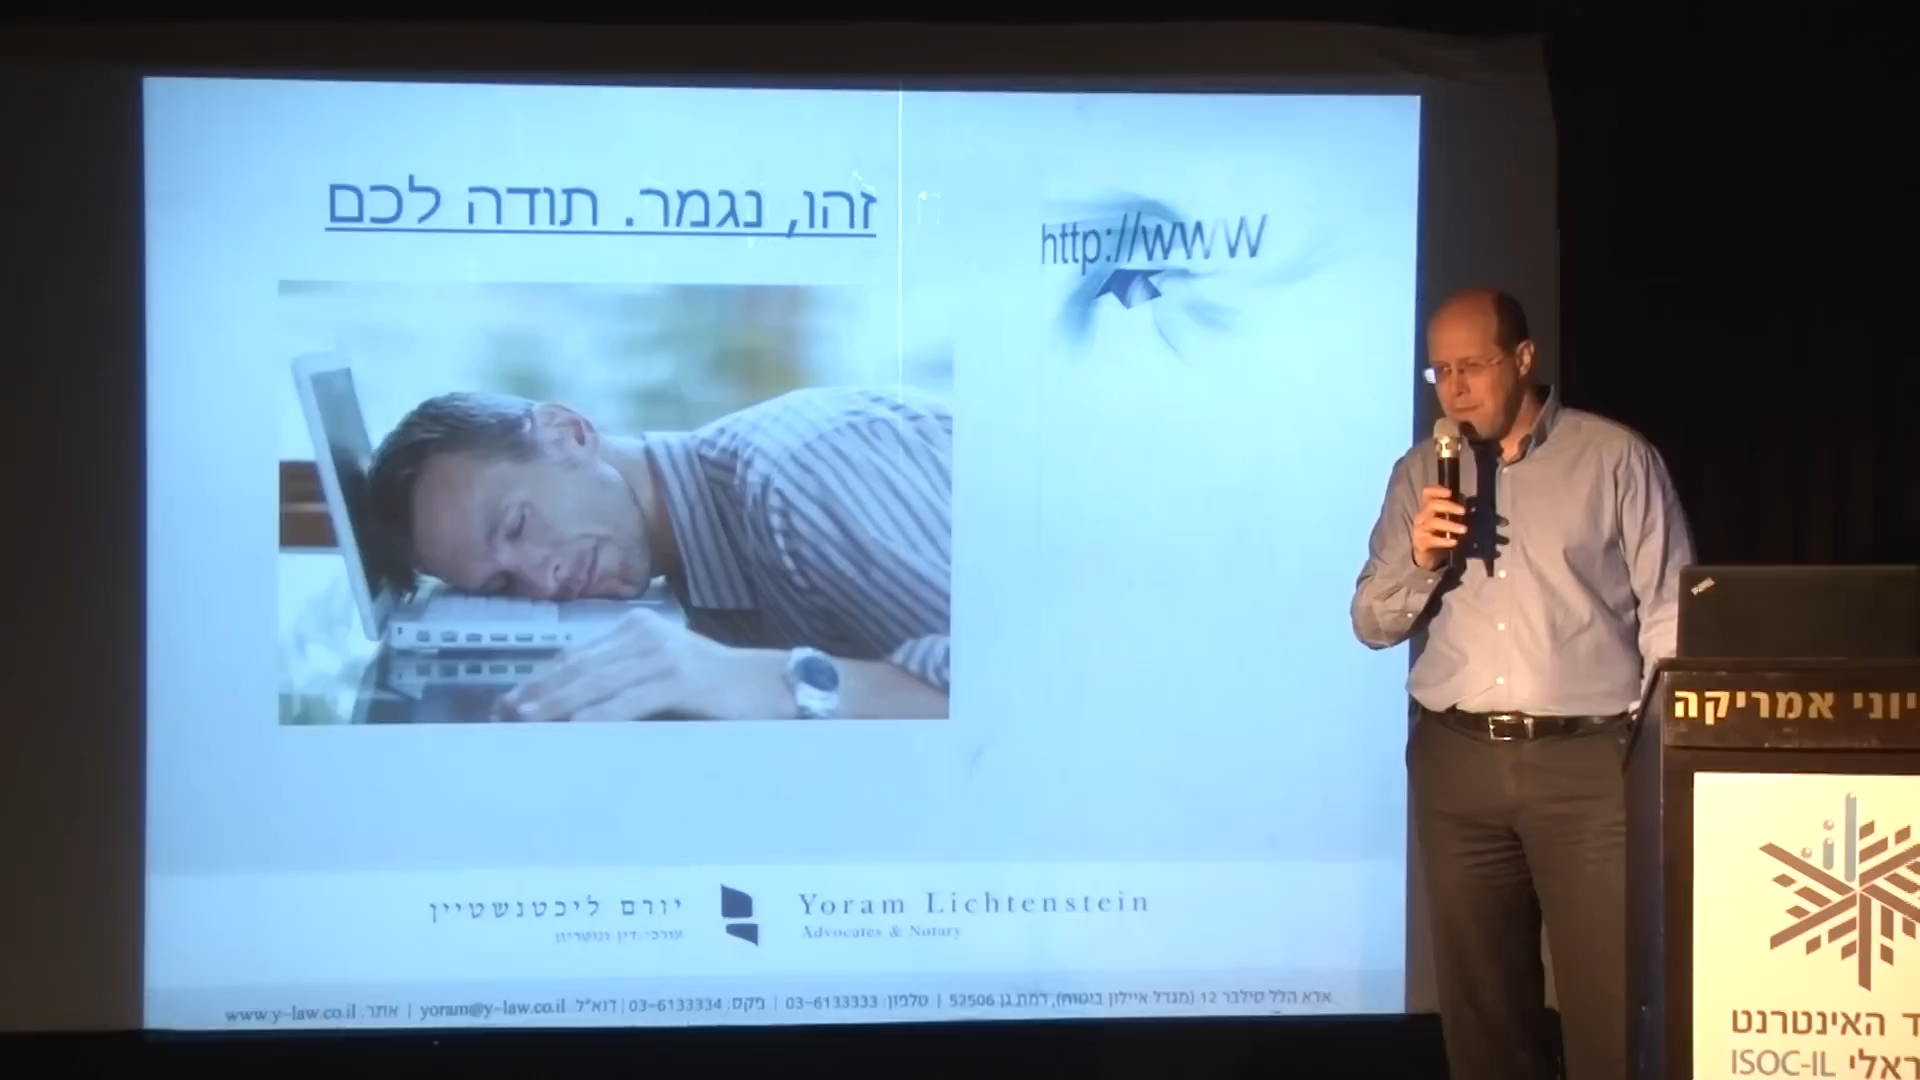 זהו, נגמר. תודה לכם
http://WWW
יורם ליכטנשטיין
עורכי-דין ונוטריון
Yoram Lichtenstein
Advocates & Notary
אבא הלל סילבר 12 (מגדל איילון ביטוח), רמת גן 52506 | טלפון: 03-6133333 | פקס: 03-6133334 | דוא"ל: yoram@y-law.co.il | אתר: www.y-law.co.il
יוני אמריקה
ד האינטרנט
ראלי ISOC-IL